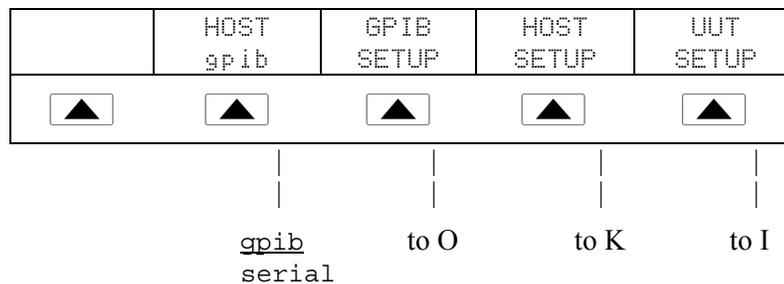 HOST GPIB HOST UUT
gpib SETUP SETUP SETUP
gpib to O to K to I
serial